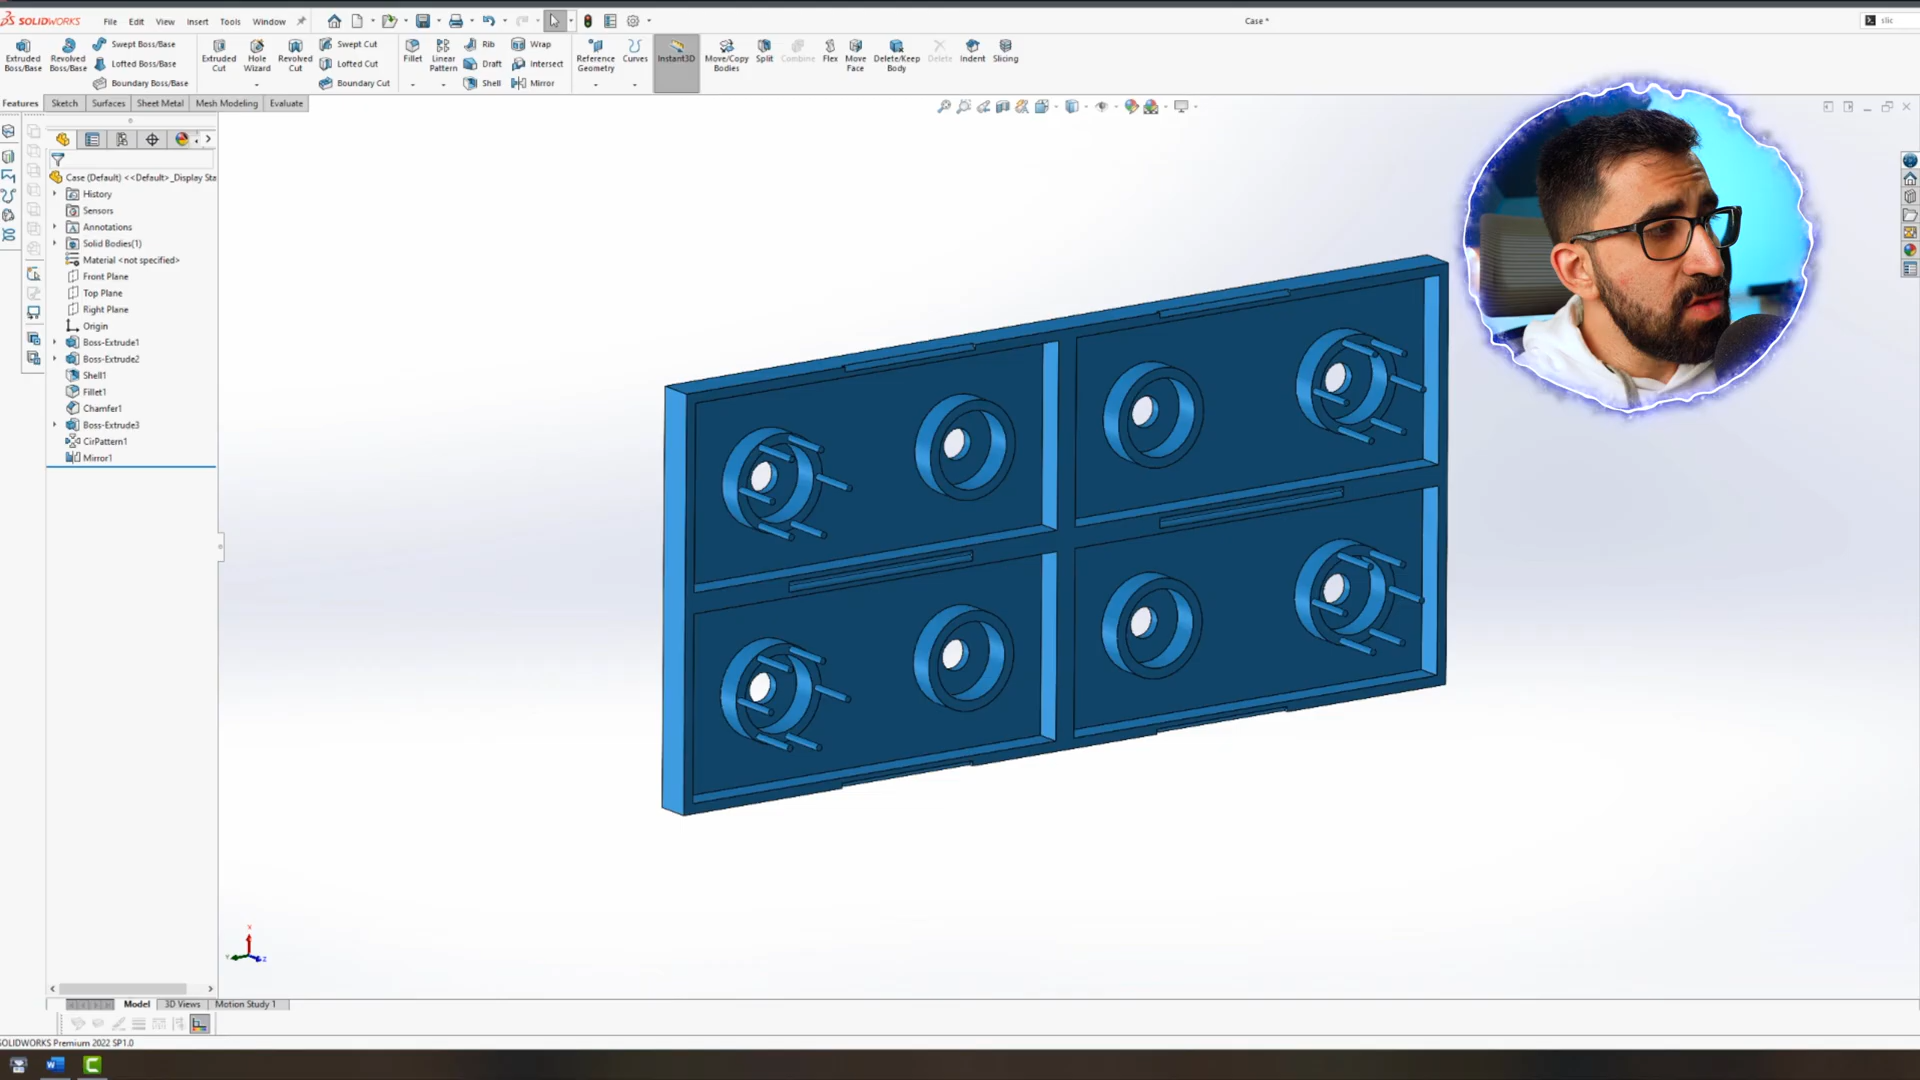 SOLIDWORKS File Edit View Insert Tools Window Case * slic
Extruded Boss/Base Revolved Boss/Base Swept Boss/Base Lofted Boss/Base Boundary Boss/Base Extruded Cut Hole Wizard Revolved Cut Swept Cut Lofted Cut Boundary Cut Fillet Linear Pattern Rib Draft Shell Wrap Intersect Mirror Reference Geometry Curves Instant3D Move/Copy Bodies Split Combine Flex Move Face Delete/Keep Body Delete Indent Slicing
Features Sketch Surfaces Sheet Metal Mesh Modeling Evaluate
Case (Default) <<Default>_Display Sta
History
Sensors
Annotations
Solid Bodies(1)
Material <not specified>
Front Plane
Top Plane
Right Plane
Origin
Boss-Extrude1
Boss-Extrude2
Shell1
Fillet1
Chamfer1
Boss-Extrude3
CirPattern1
Mirror1
Model 3D Views Motion Study 1
SOLIDWORKS Premium 2022 SP1.0